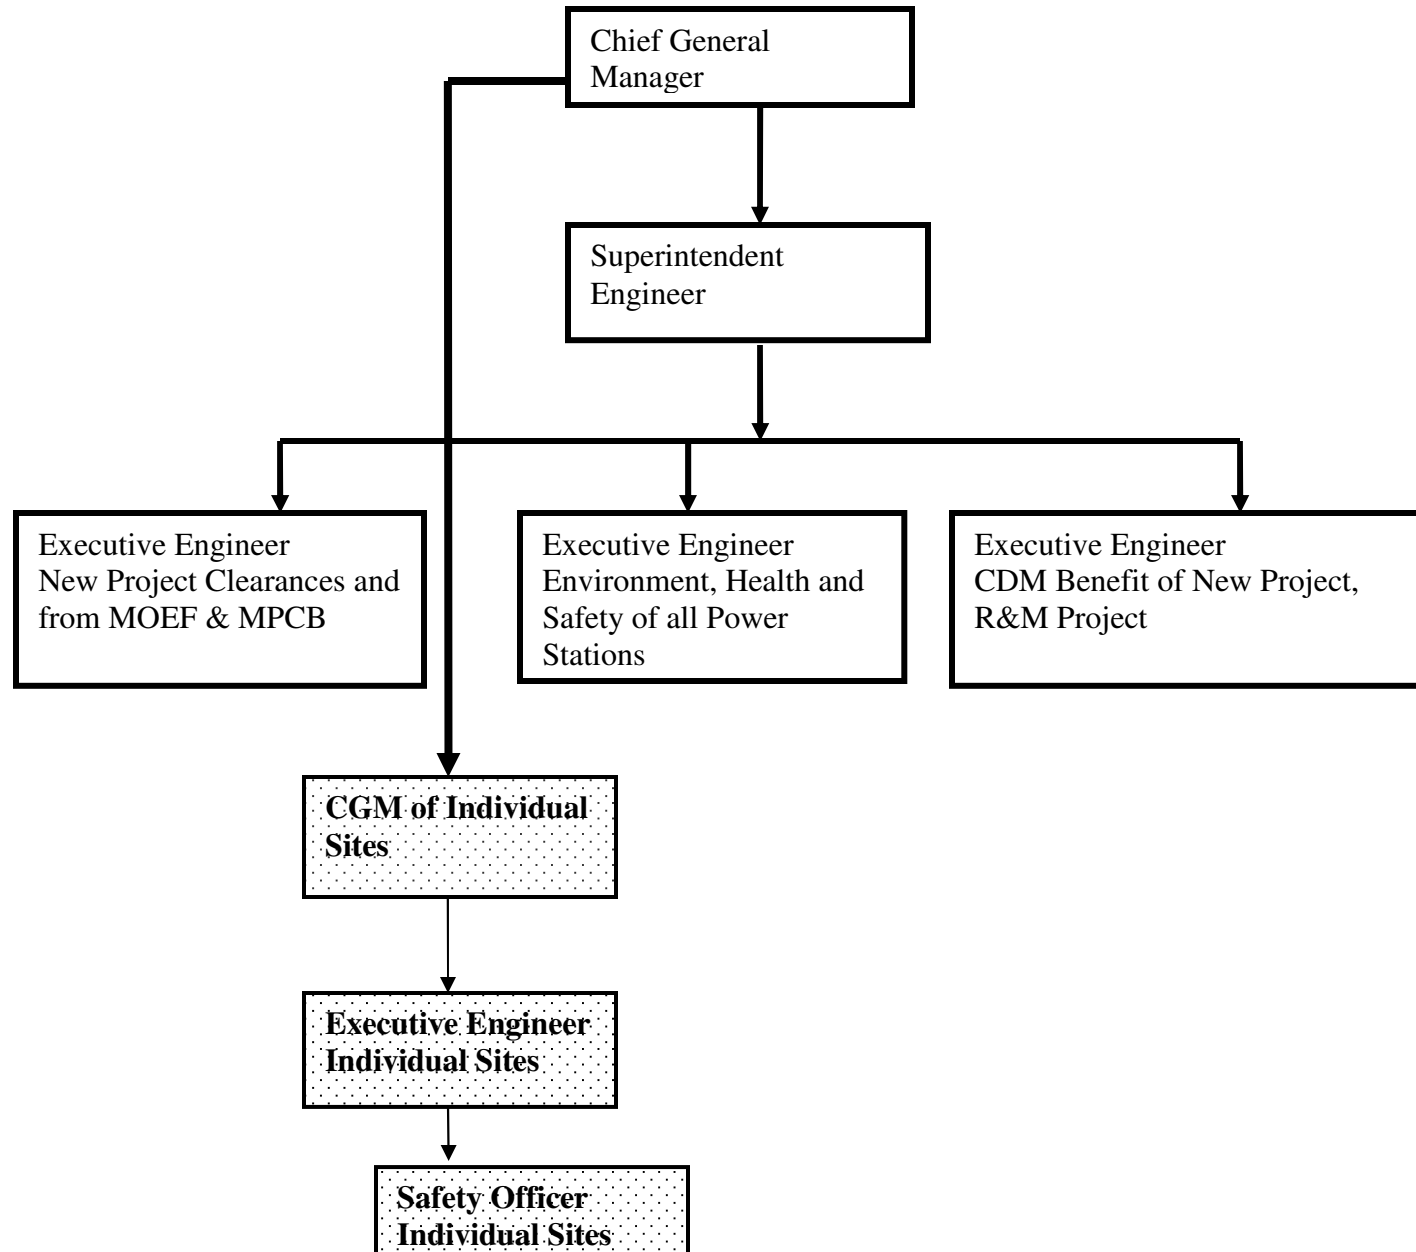 Chief General
Manager
Superintendent
Engineer
Executive Engineer
New Project Clearances and
from MOEF & MPCB
Executive Engineer
Environment, Health and
Safety of all Power
Stations
Executive Engineer
CDM Benefit of New Project,
R&M Project
CGM of Individual
Sites
Executive Engineer
Individual Sites
Safety Officer
Individual Sites